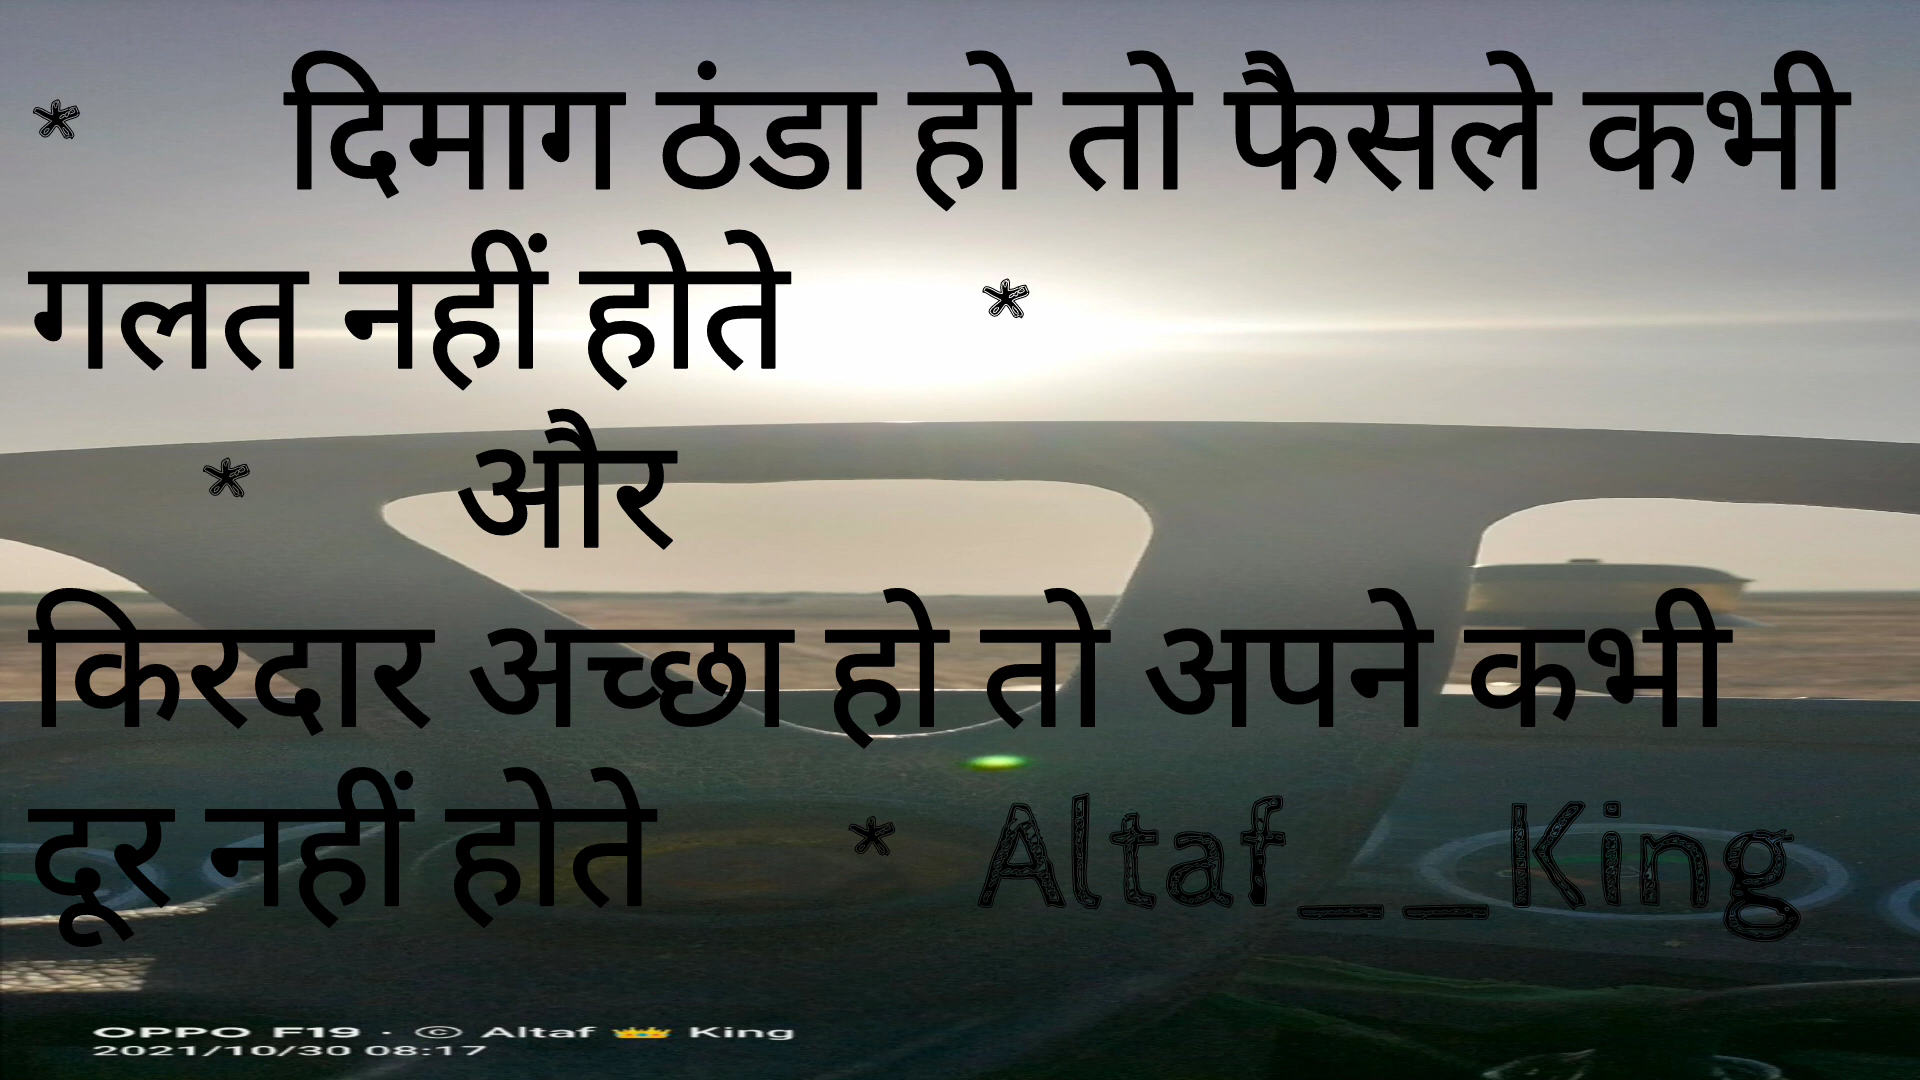 * दिमाग ठंडा हो तो फैसले कभी
गलत नहीं होते *
* और
किरदार अच्छा हो तो अपने कभी
दूर नहीं होते * Altaf__King
OPPO F19 · © Altaf 👑 King
2021/10/30 08:17